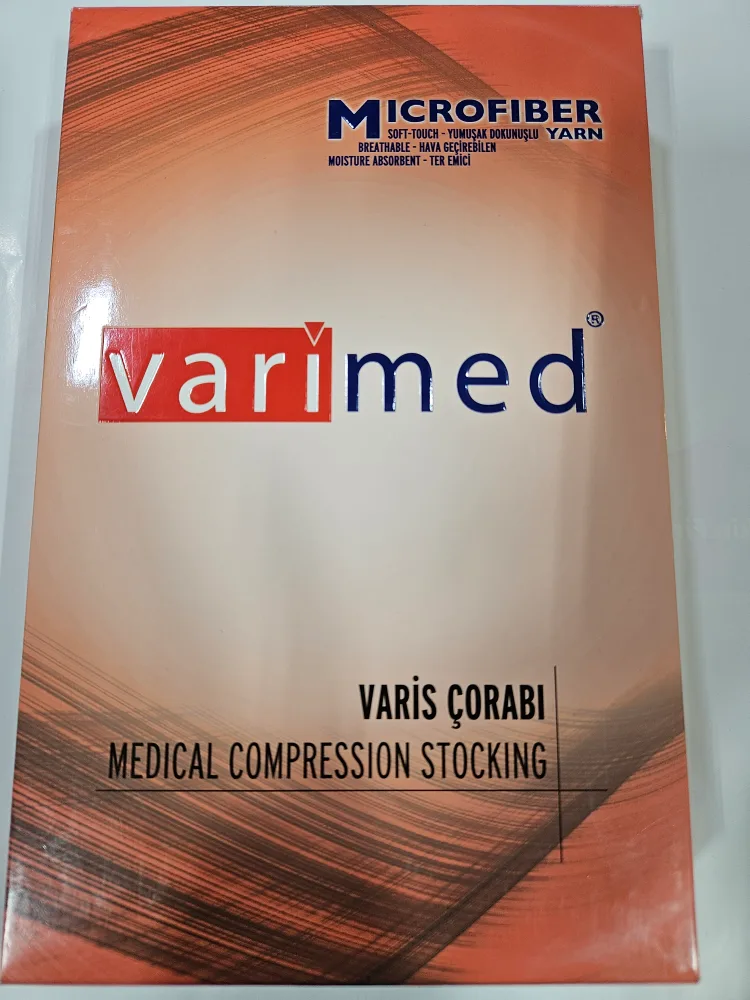 MICROFIBER
SOFT-TOUCH - YUMUŞAK DOKUNUŞLU YARN
BREATHABLE - HAVA GEÇİREBİLEN
MOISTURE ABSORBENT - TER EMİCİ
varimed®
VARİS ÇORABI
MEDICAL COMPRESSION STOCKING